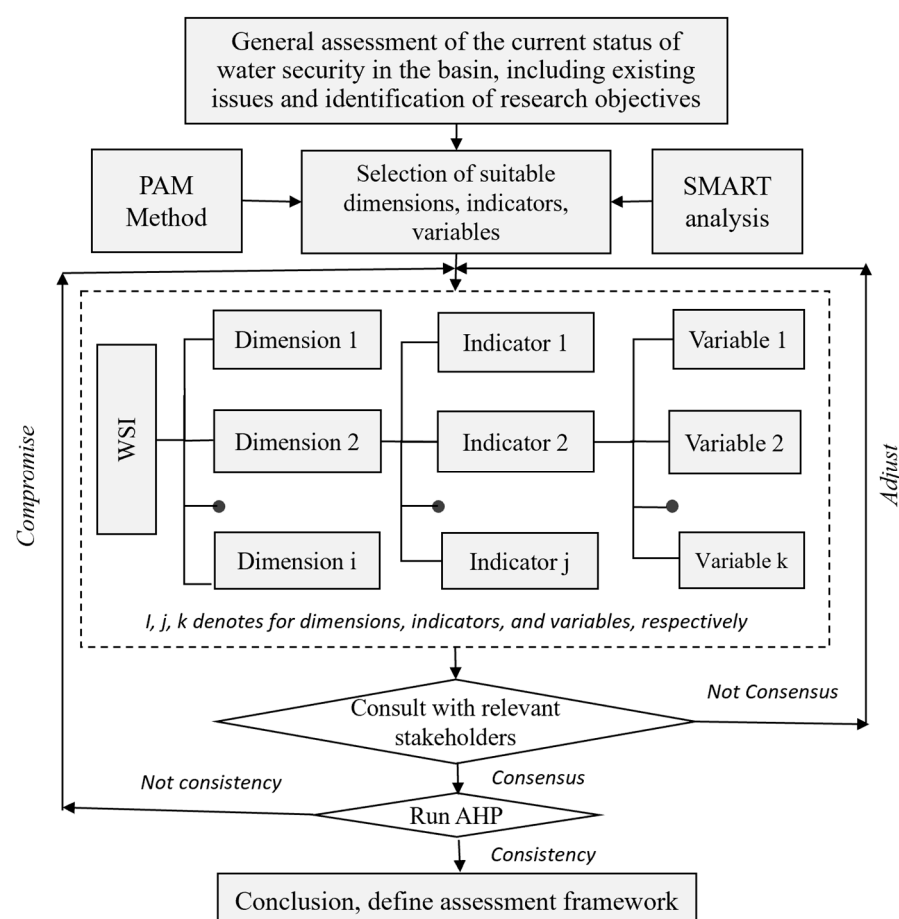 General assessment of the current status of
water security in the basin, including existing
issues and identification of research objectives
PAM
Method
Selection of suitable
dimensions, indicators,
variables
SMART
analysis
Compromise
WSI
Dimension 1
Indicator 1
Variable 1
Dimension 2
Indicator 2
Variable 2
Dimension i
Indicator j
Variable k
Adjust
I, j, k denotes for dimensions, indicators, and variables, respectively
Consult with relevant
stakeholders
Not Consensus
Consensus
Not consistency
Run AHP
Consistency
Conclusion, define assessment framework